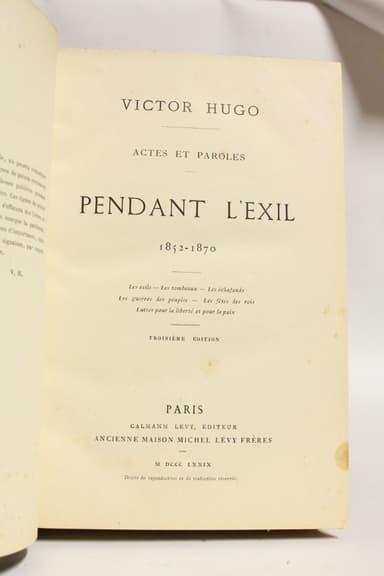 VICTOR HUGO
ACTES ET PAROLES
PENDANT L'EXIL
1852-1870
Les exils — Les tombeaux — Les échafauds
Les guerres des peuples — Les fêtes des rois
Luttes pour la liberté et pour la paix
TROISIÈME ÉDITION
PARIS
CALMANN LÉVY, ÉDITEUR
ANCIENNE MAISON MICHEL LÉVY FRÈRES
M DCCC LXXIX
Droits de reproduction et de traduction réservés.
V. H.